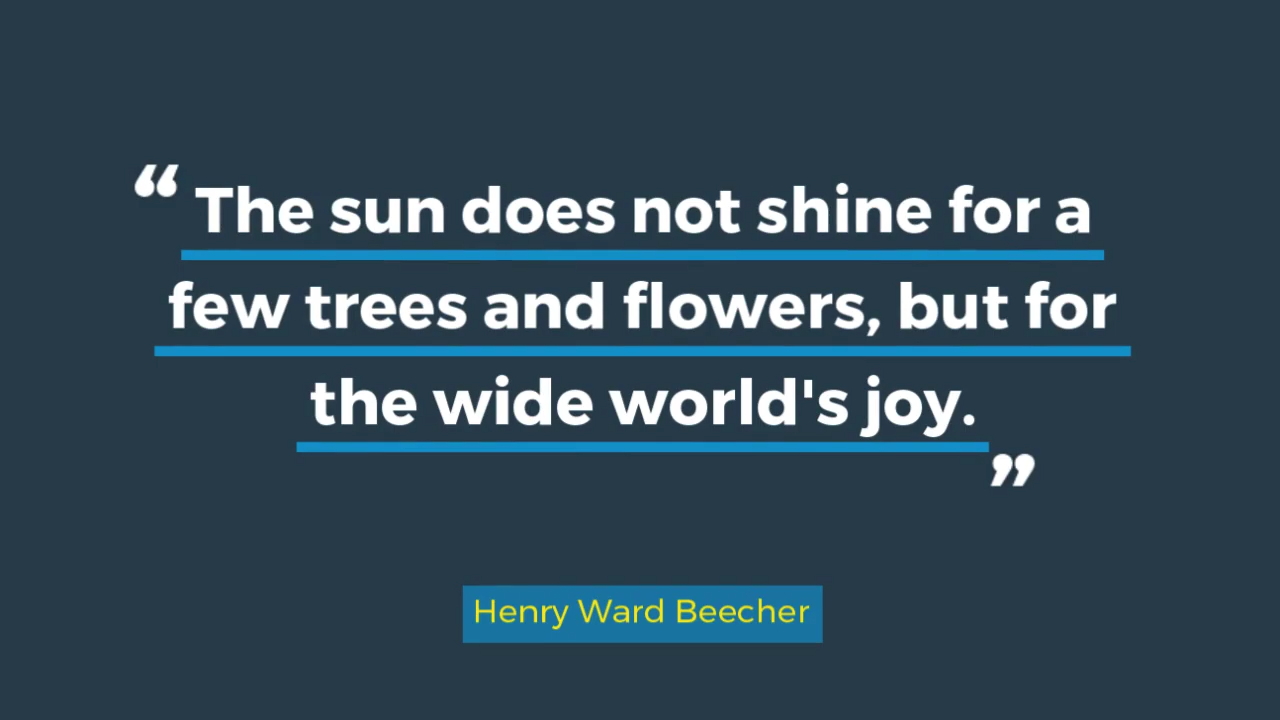 “ The sun does not shine for a
few trees and flowers, but for
the wide world's joy. ”
Henry Ward Beecher